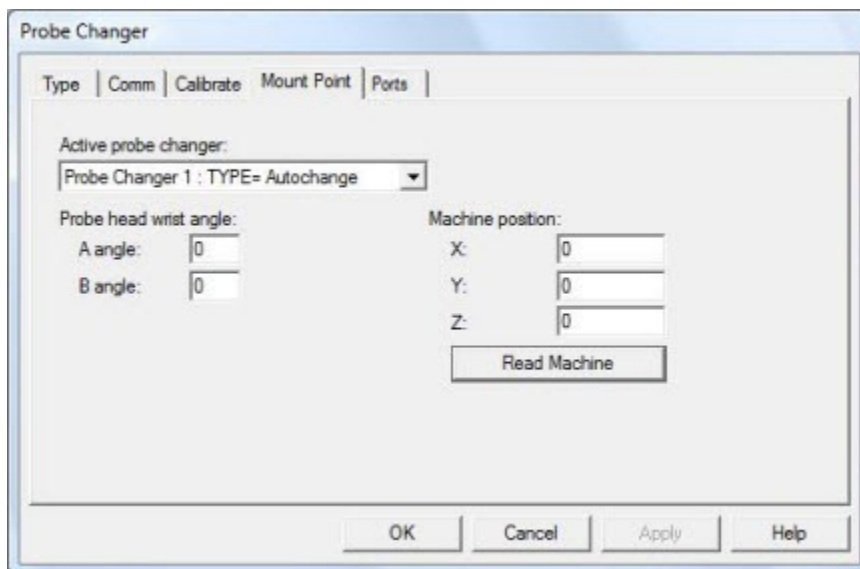 Probe Changer
Type Comm Calibrate Mount Point Ports
Active probe changer:
Probe Changer 1 : TYPE= Autochange
Probe head wrist angle: Machine position:
A angle: 0 X: 0
B angle: 0 Y: 0
Z: 0
Read Machine
OK Cancel Apply Help